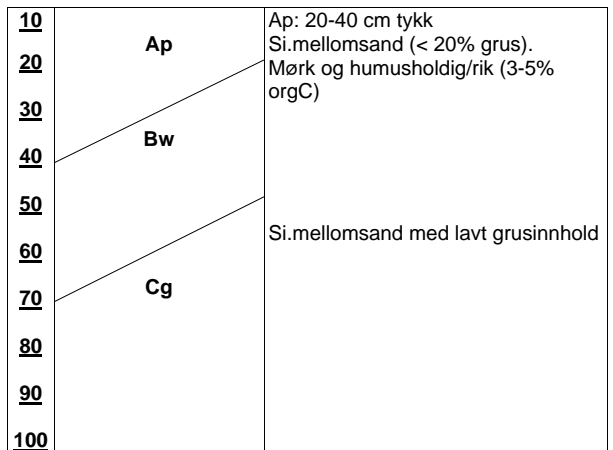 10
20
30
40
50
60
70
80
90
100
Ap
Bw
Cg
Ap: 20-40 cm tykk
Si.mellomsand (< 20% grus).
Mørk og humusholdig/rik (3-5%
orgC)
Si.mellomsand med lavt grusinnhold